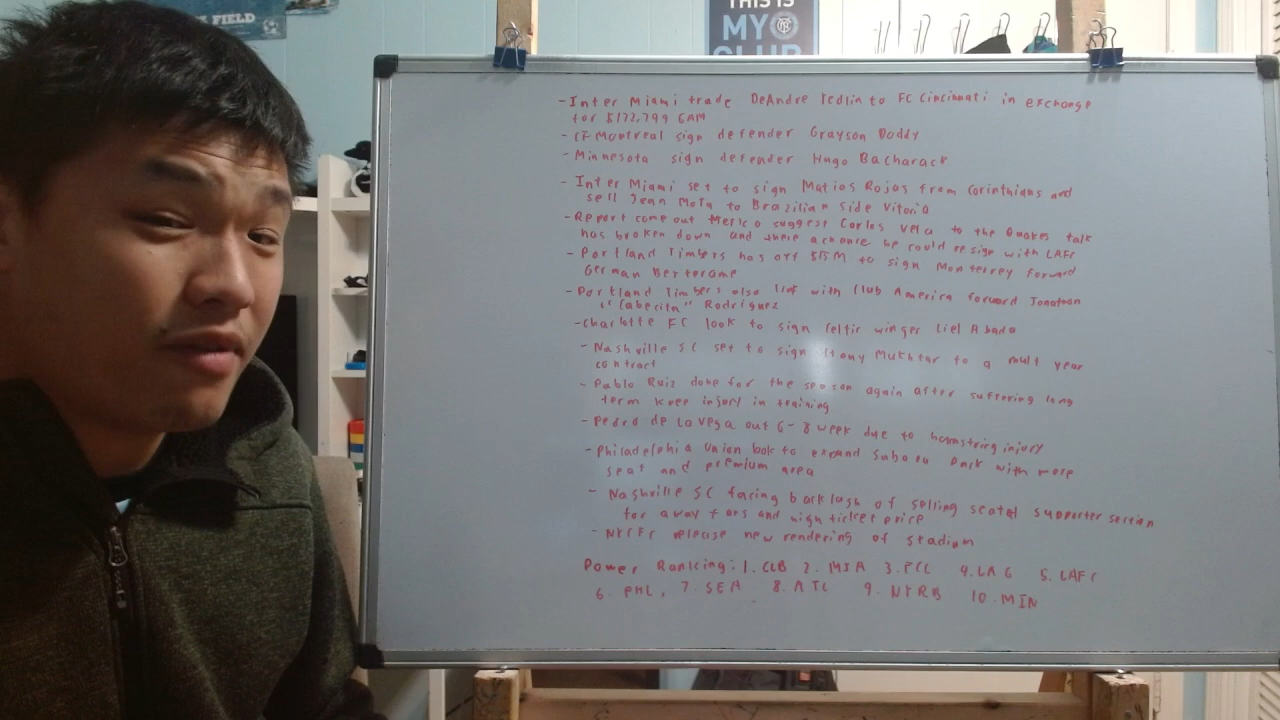 FIELD
THIS IS
MY
CLUB
- Inter Miami trade DeAndre Yedlin to FC Cincinnati in exchange
for $172,799 GAM
- CF Montreal sign defender Grayson Doddy
- Minnesota sign defender Hugo Bacharack
- Inter Miami set to sign Matios Rojas from Corinthians and
sell Jean Mota to Brazilian side Vitoria
- Report come out Mexico suggest Carlos Vela to the Quakes talk
has broken down and there a chance he could resign with LAFC
- Portland Timbers has off $15M to sign Monterrey forward
German Berterame
- Portland Timbers also with Club America forward Jonathan
"Cabecita" Rodriguez
- Charlotte FC look to sign Celtic winger Liel Abada
- Nashville SC set to sign Hany Mukhtar to a mult year
contract
- Pablo Ruiz done for the season again after suffering long
term knee injury in training
- Pedro de La Vega out 6-8 week due to hamstring injury
- Philadelphia Union look to expand Subaru Park with more
seat and premium area
- Nashville SC facing backlash of selling seated supporter section
for away fans and high ticket price
- NYCFC release new rendering of stadium
Power Ranking: 1. CLB 2. MIA 3. FCC 4. LAG 5. LAFC
6. PHL, 7. SEA 8. ATL 9. NYRB 10. MIN